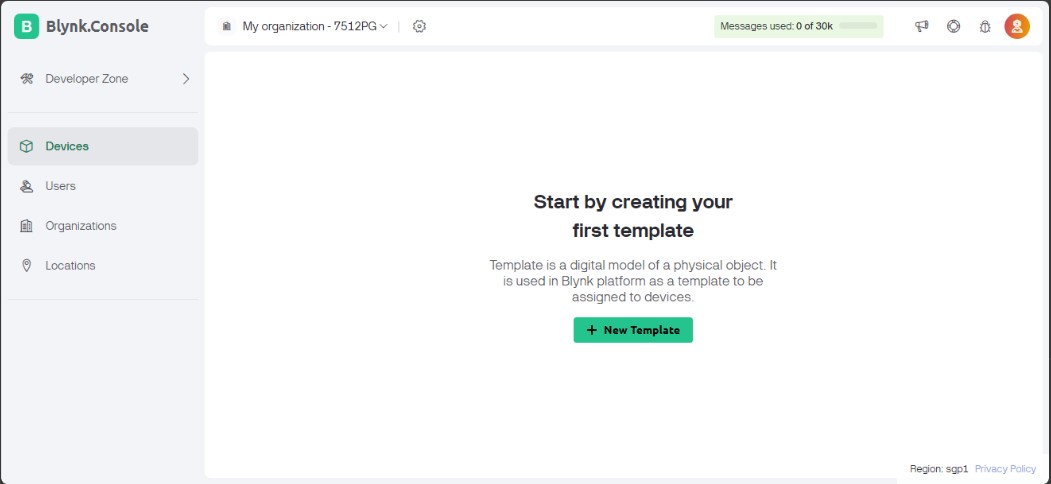 B Blynk.Console
My organization - 7512PG
Messages used: 0 of 30k
Developer Zone
Devices
Users
Organizations
Locations
Start by creating your
first template
Template is a digital model of a physical object. It
is used in Blynk platform as a template to be
assigned to devices.
+ New Template
Region: sgp1 Privacy Policy